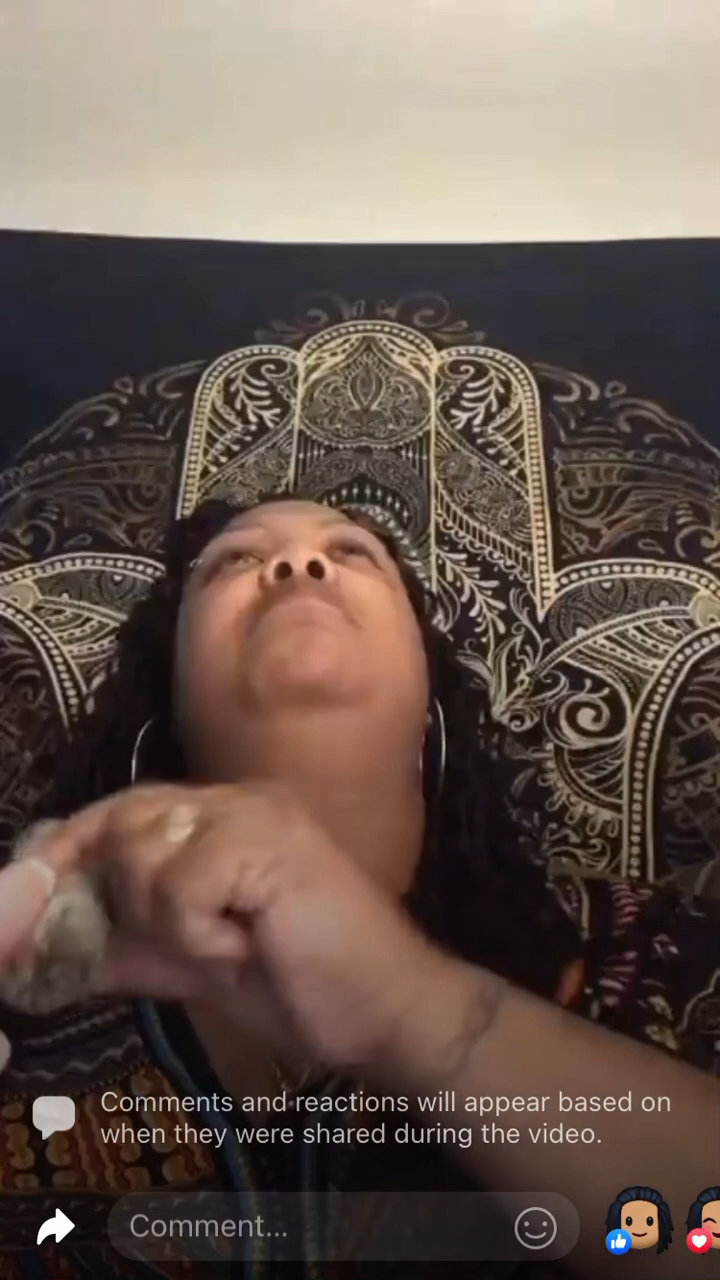 Comments and reactions will appear based on
when they were shared during the video.
Comment...